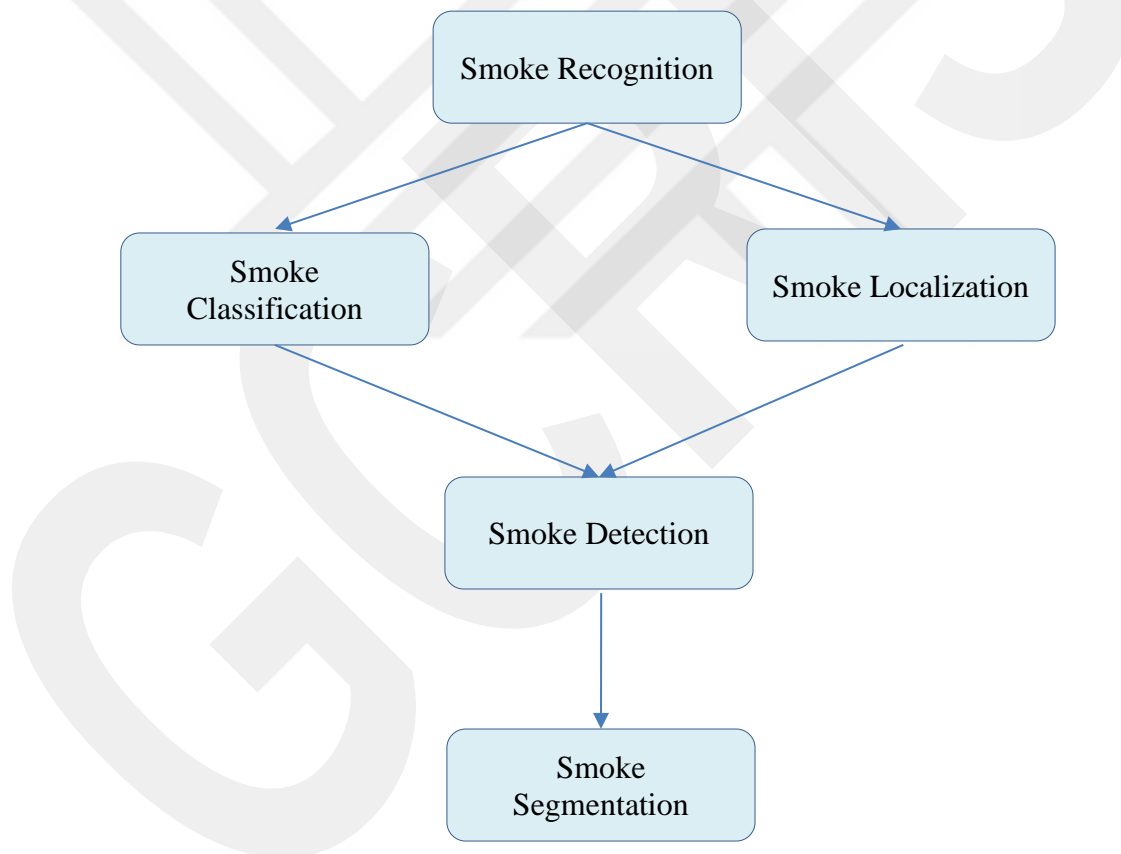 Smoke Recognition
Smoke
Classification
Smoke Localization
Smoke Detection
Smoke
Segmentation